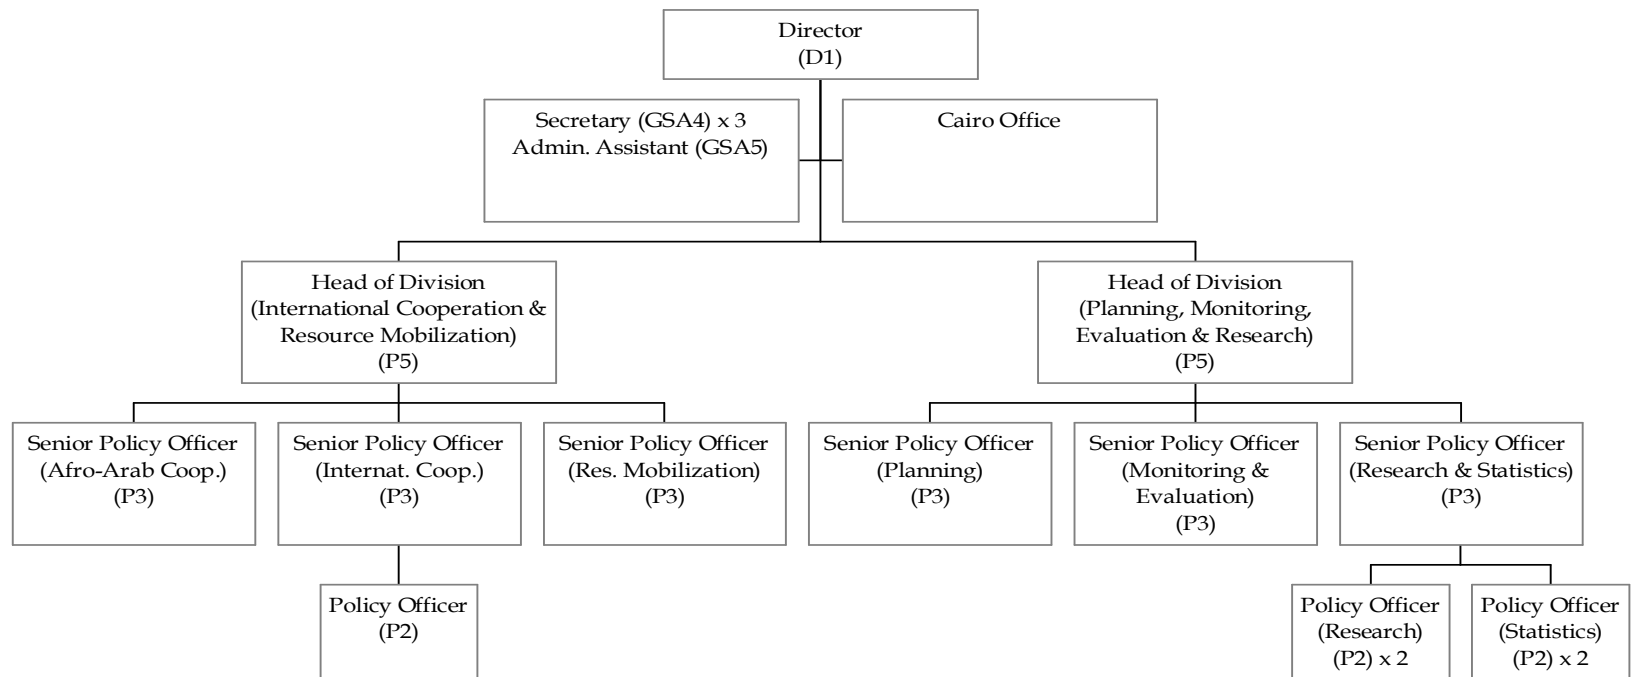 Director
(D1)
Secretary (GSA4) x 3
Admin. Assistant (GSA5)
Cairo Office
Head of Division
(International Cooperation &
Resource Mobilization)
(P5)
Head of Division
(Planning, Monitoring,
Evaluation & Research)
(P5)
Senior Policy Officer
(Afro-Arab Coop.)
(P3)
Senior Policy Officer
(Internat. Coop.)
(P3)
Senior Policy Officer
(Res. Mobilization)
(P3)
Senior Policy Officer
(Planning)
(P3)
Senior Policy Officer
(Monitoring &
Evaluation)
(P3)
Senior Policy Officer
(Research & Statistics)
(P3)
Policy Officer
(P2)
Policy Officer
(Research)
(P2) x 2
Policy Officer
(Statistics)
(P2) x 2